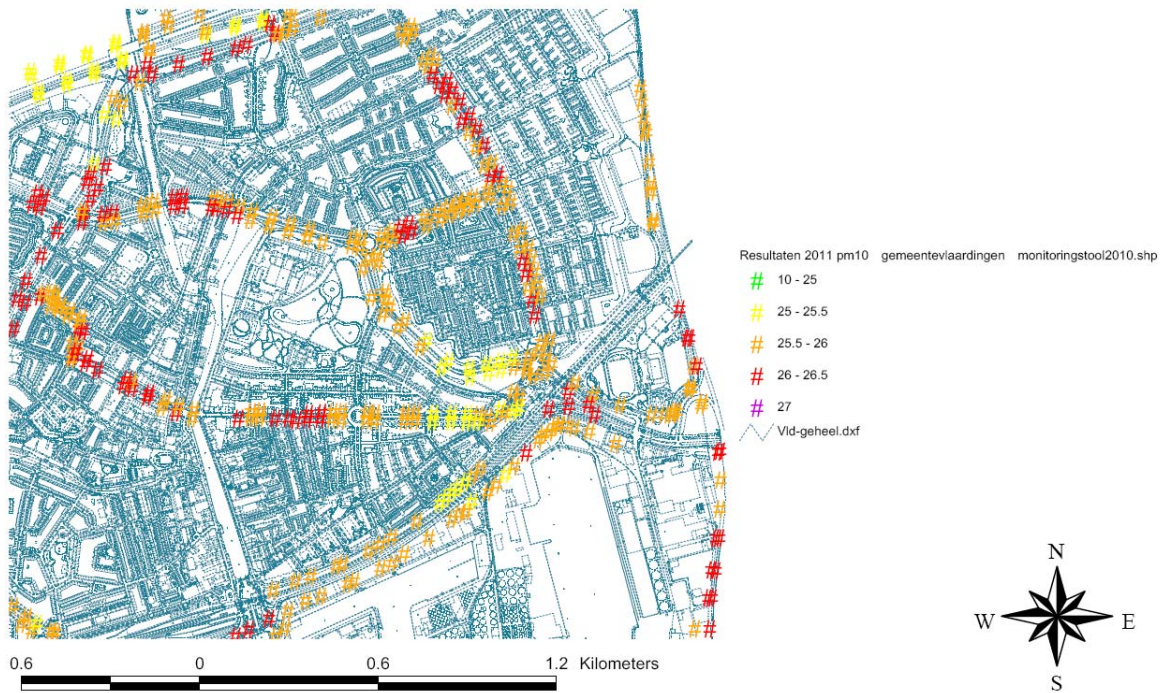 Resultaten 2011 pm10 gemeentevlaardingen monitoringstool2010.shp
# 10 - 25
# 25 - 25.5
# 25.5 - 26
# 26 - 26.5
# 27
Vld-geheel.dxf
N
W E
S
0.6 0 0.6 1.2 Kilometers